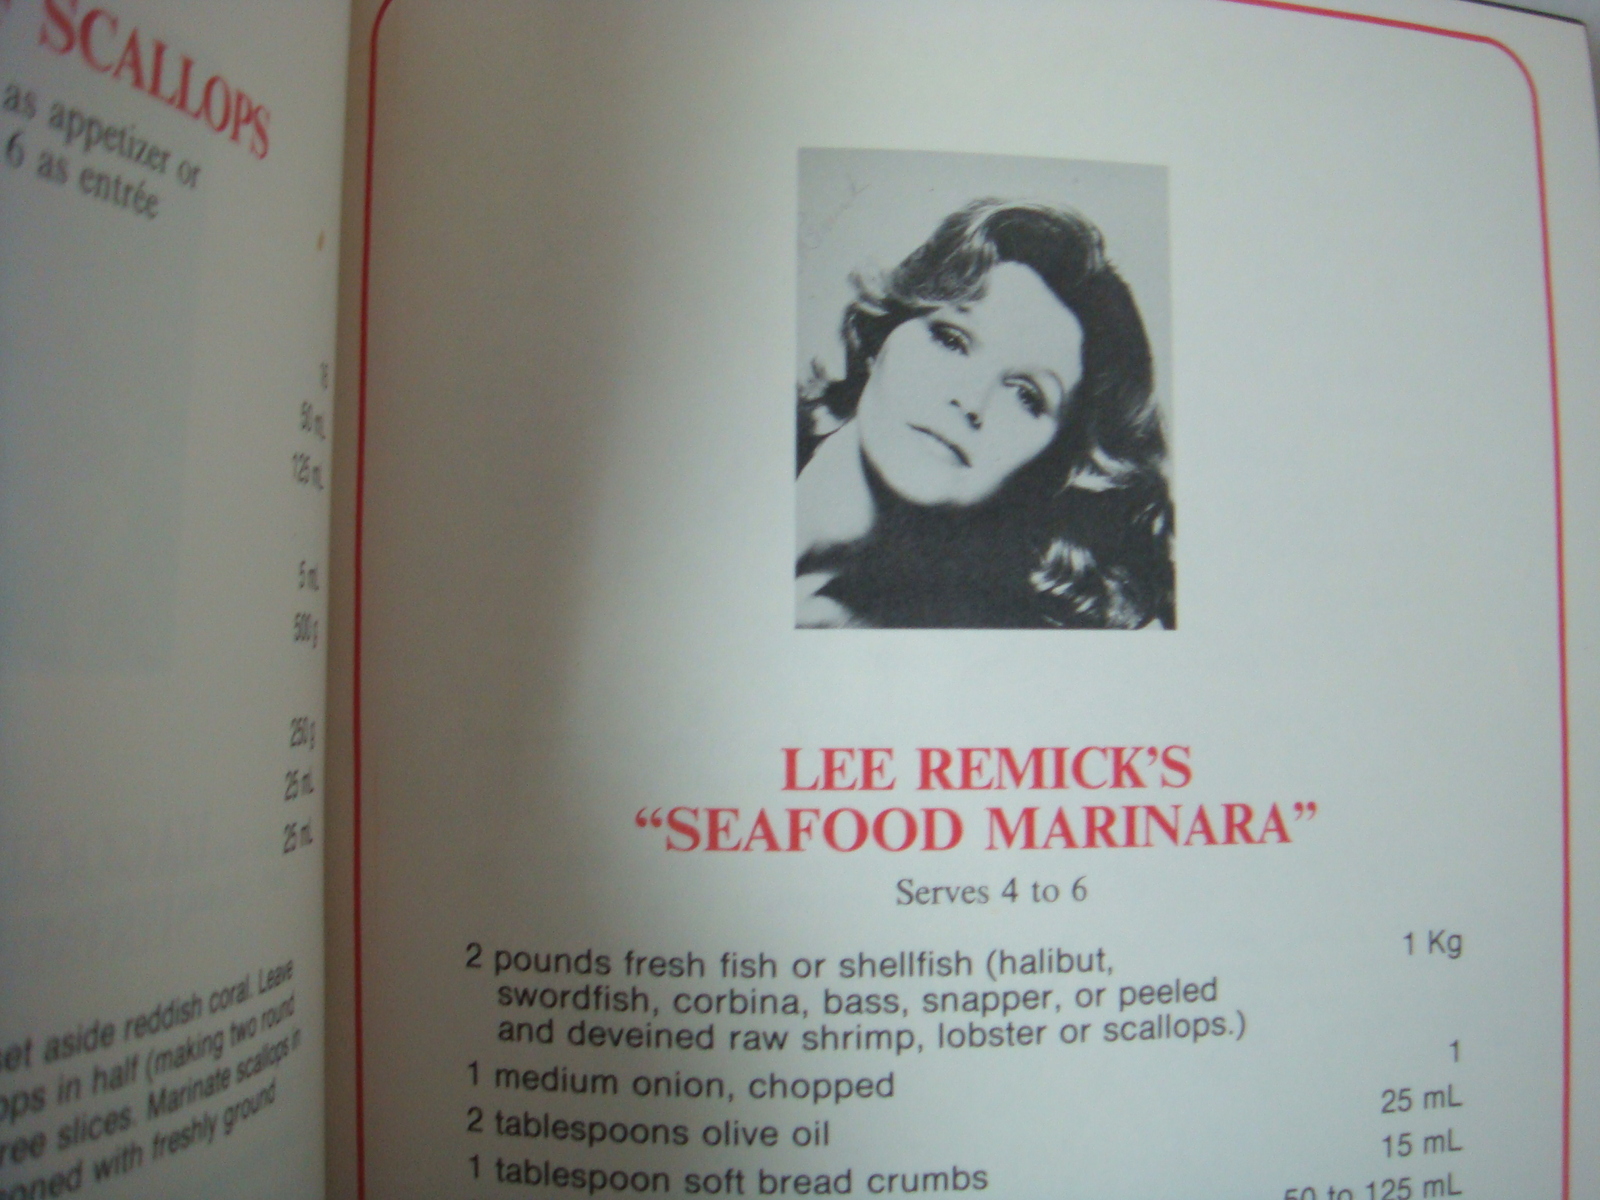 SCALLOPS
as appetizer or
6 as entrée
50 mL
125 mL
5 mL
500 g
250 g
25 mL
25 mL
aside reddish coral. Leave
in half (making two round
slices. Marinate scallops in
with freshly ground
LEE REMICK'S
“SEAFOOD MARINARA”
Serves 4 to 6
2 pounds fresh fish or shellfish (halibut, 1 Kg
swordfish, corbina, bass, snapper, or peeled
and deveined raw shrimp, lobster or scallops.)
1 medium onion, chopped 1
2 tablespoons olive oil 25 mL
1 tablespoon soft bread crumbs 15 mL
50 to 125 mL